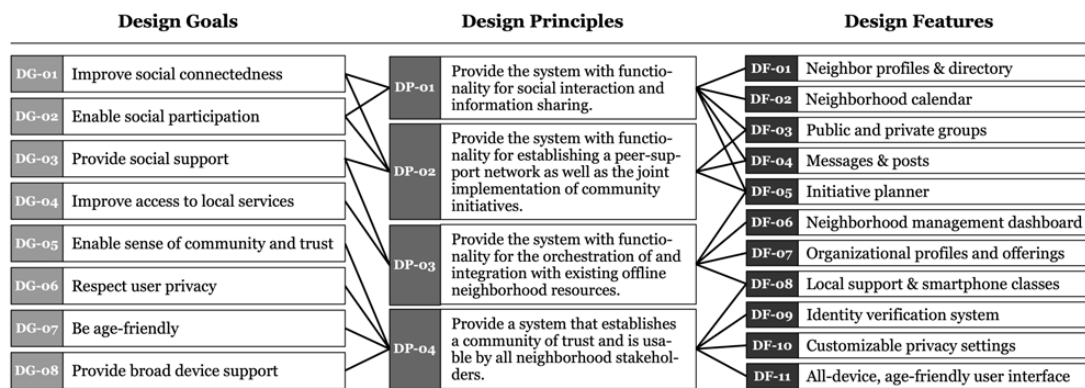 Design Goals
Design Principles
Design Features
DG-01 Improve social connectedness
DG-02 Enable social participation
DG-03 Provide social support
DG-04 Improve access to local services
DG-05 Enable sense of community and trust
DG-06 Respect user privacy
DG-07 Be age-friendly
DG-08 Provide broad device support
DP-01
Provide the system with functio-
nality for social interaction and
information sharing.
DP-02
Provide the system with functio-
nality for establishing a peer-sup-
port network as well as the joint
implementation of community
initiatives.
DP-03
Provide the system with functio-
nality for the orchestration of and
integration with existing offline
neighborhood resources.
DP-04
Provide a system that establishes
a community of trust and is usa-
ble by all neighborhood stakehol-
ders.
DF-01 Neighbor profiles & directory
DF-02 Neighborhood calendar
DF-03 Public and private groups
DF-04 Messages & posts
DF-05 Initiative planner
DF-06 Neighborhood management dashboard
DF-07 Organizational profiles and offerings
DF-08 Local support & smartphone classes
DF-09 Identity verification system
DF-10 Customizable privacy settings
DF-11 All-device, age-friendly user interface